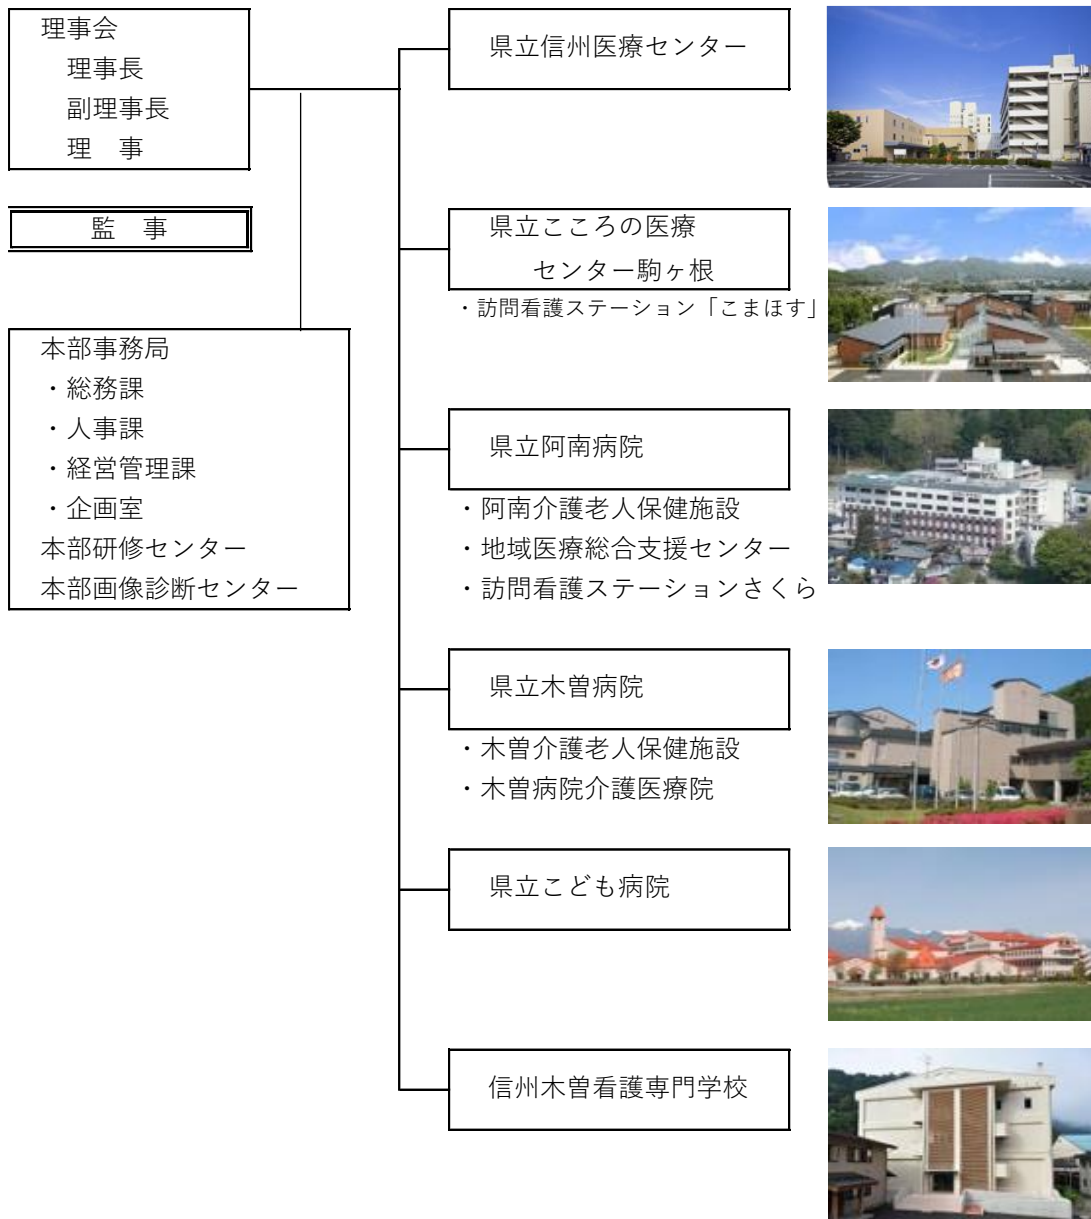 理事会
理事長
副理事長
理　事
監　事
本部事務局
・総務課
・人事課
・経営管理課
・企画室
本部研修センター
本部画像診断センター
県立信州医療センター
県立こころの医療
センター駒ヶ根
・訪問看護ステーション「こまほす」
県立阿南病院
・阿南介護老人保健施設
・地域医療総合支援センター
・訪問看護ステーションさくら
県立木曽病院
・木曽介護老人保健施設
・木曽病院介護医療院
県立こども病院
信州木曽看護専門学校